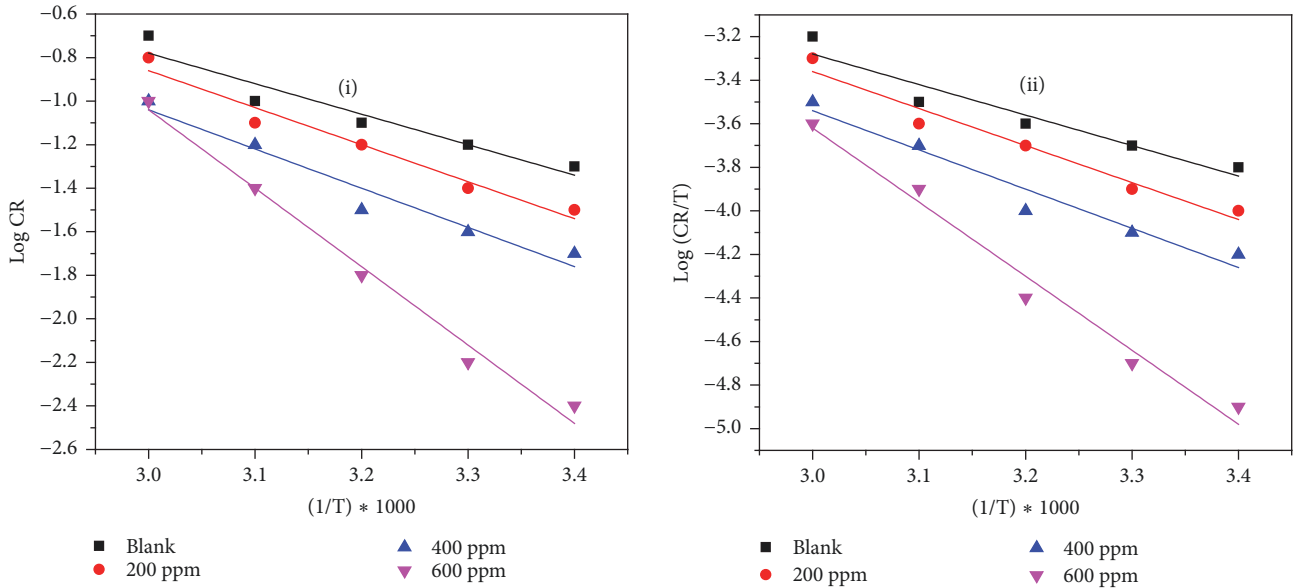 −0.6
−0.8
−1.0
−1.2
−1.4
−1.6
−1.8
−2.0
−2.2
−2.4
−2.6
Log CR
(i)
3.0 3.1 3.2 3.3 3.4
(1/T) ∗ 1000
Blank 400 ppm
200 ppm 600 ppm
−3.2
−3.4
−3.6
−3.8
−4.0
−4.2
−4.4
−4.6
−4.8
−5.0
Log (CR/T)
(ii)
3.0 3.1 3.2 3.3 3.4
(1/T) ∗ 1000
Blank 400 ppm
200 ppm 600 ppm